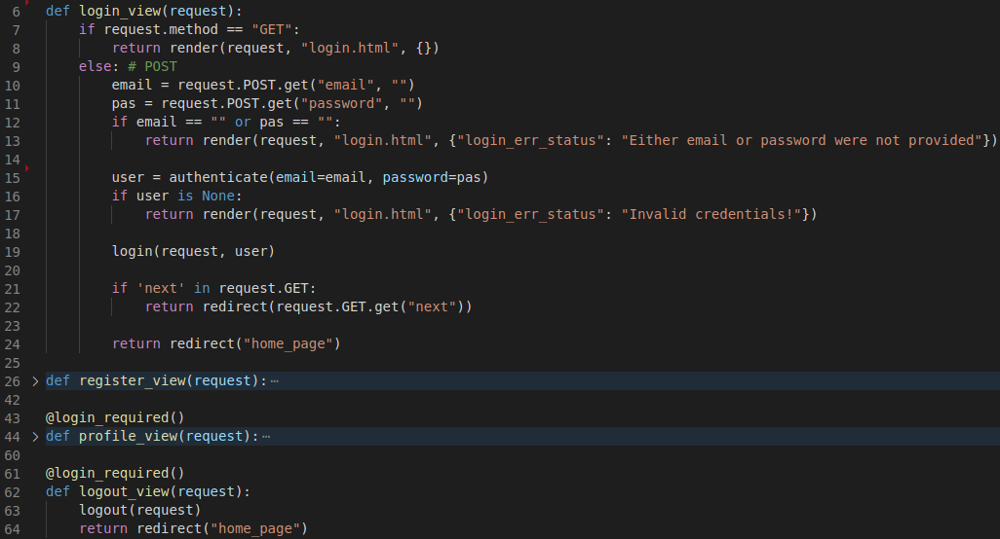 6 def login_view(request):
7     if request.method == "GET":
8         return render(request, "login.html", {})
9     else: # POST
10         email = request.POST.get("email", "")
11         pas = request.POST.get("password", "")
12         if email == "" or pas == "":
13             return render(request, "login.html", {"login_err_status": "Either email or password were not provided"})
14
15         user = authenticate(email=email, password=pas)
16         if user is None:
17             return render(request, "login.html", {"login_err_status": "Invalid credentials!"})
18
19         login(request, user)
20
21         if 'next' in request.GET:
22             return redirect(request.GET.get("next"))
23
24         return redirect("home_page")
25
26 > def register_view(request): ⋯
42
43 @login_required()
44 > def profile_view(request): ⋯
60
61 @login_required()
62 def logout_view(request):
63     logout(request)
64     return redirect("home_page")